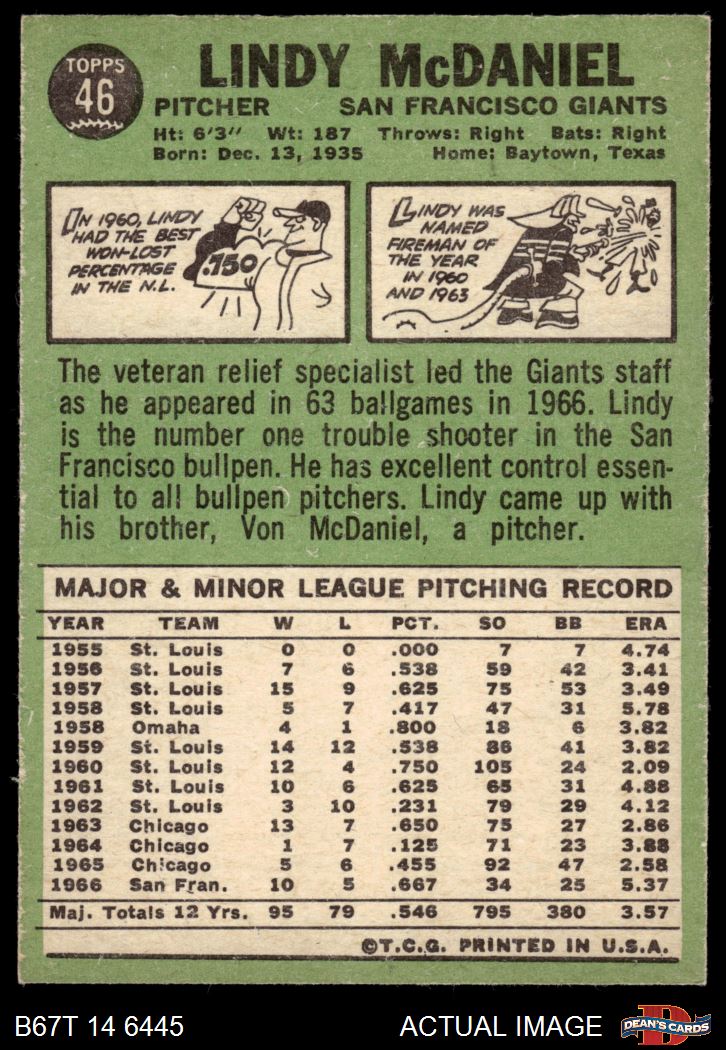 TOPPS
46
LINDY McDANIEL
PITCHER SAN FRANCISCO GIANTS
Ht: 6'3" Wt: 187 Throws: Right Bats: Right
Born: Dec. 13, 1935 Home: Baytown, Texas
IN 1960, LINDY
HAD THE BEST
WON-LOST
PERCENTAGE
IN THE N.L.
.750
LINDY WAS
NAMED
FIREMAN OF
THE YEAR
IN 1960
AND 1963
The veteran relief specialist led the Giants staff
as he appeared in 63 ballgames in 1966. Lindy
is the number one trouble shooter in the San
Francisco bullpen. He has excellent control essen-
tial to all bullpen pitchers. Lindy came up with
his brother, Von McDaniel, a pitcher.
MAJOR & MINOR LEAGUE PITCHING RECORD
YEAR TEAM W L PCT. SO BB ERA
1955 St. Louis 0 0 .000 7 7 4.74
1956 St. Louis 7 6 .538 59 42 3.41
1957 St. Louis 15 9 .625 75 53 3.49
1958 St. Louis 5 7 .417 47 31 5.78
1958 Omaha 4 1 .800 18 6 3.82
1959 St. Louis 14 12 .538 86 41 3.82
1960 St. Louis 12 4 .750 105 24 2.09
1961 St. Louis 10 6 .625 65 31 4.88
1962 St. Louis 3 10 .231 79 29 4.12
1963 Chicago 13 7 .650 75 27 2.86
1964 Chicago 1 7 .125 71 23 3.88
1965 Chicago 5 6 .455 92 47 2.58
1966 San Fran. 10 5 .667 34 25 5.37
Maj. Totals 12 Yrs. 95 79 .546 795 380 3.57
©T.C.G. PRINTED IN U.S.A.
B67T 14 6445 ACTUAL IMAGE
D
DEAN'S CARDS